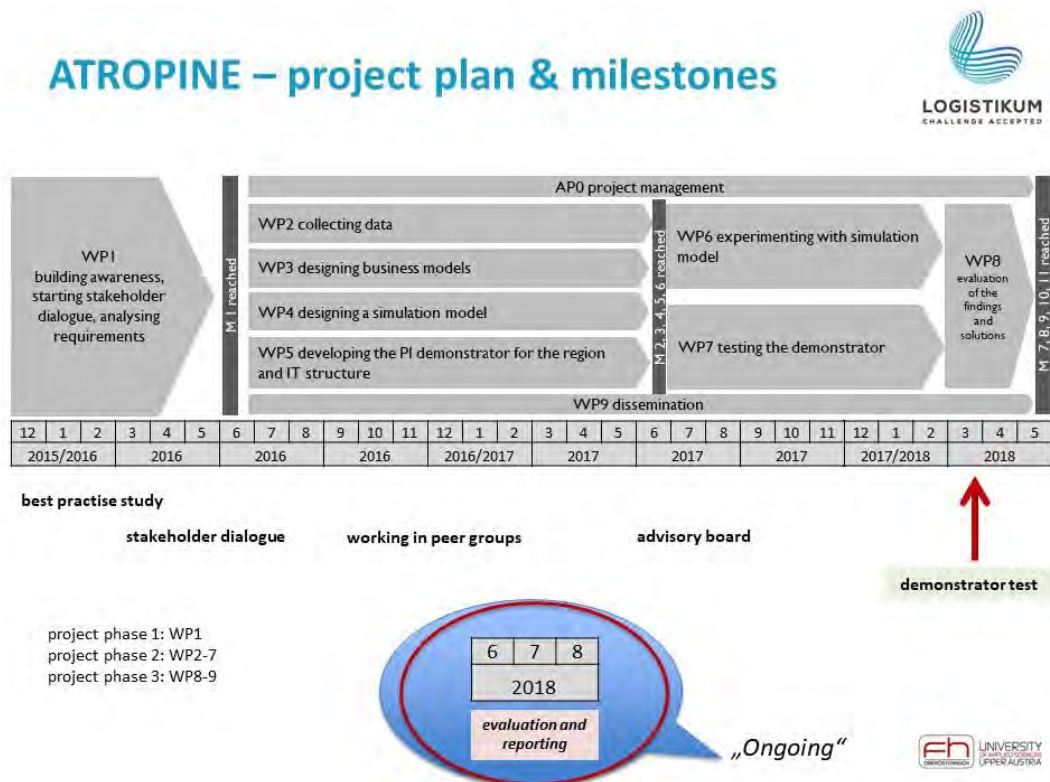 ATROPINE – project plan & milestones
LOGISTIKUM
CHALLENGE ACCEPTED
AP0 project management
WP1
building awareness,
starting stakeholder
dialogue, analysing
requirements
M 1 reached
WP2 collecting data
WP3 designing business models
WP4 designing a simulation model
WP5 developing the PI demonstrator for the region
and IT structure
M 2, 3, 4, 5, 6 reached
WP6 experimenting with simulation
model
WP7 testing the demonstrator
WP8
evaluation
of the
findings
and
solutions
M 7, 8, 9, 10, 11 reached
WP9 dissemination
12 1 2 3 4 5 6 7 8 9 10 11 12 1 2 3 4 5 6 7 8 9 10 11 12 1 2 3 4 5
2015/2016 2016 2016 2016 2016/2017 2017 2017 2017 2017/2018 2018
best practise study
stakeholder dialogue working in peer groups advisory board
demonstrator test
project phase 1: WP1
project phase 2: WP2-7
project phase 3: WP8-9
6 7 8
2018
evaluation and
reporting
„Ongoing“
fh
OBERÖSTERREICH
UNIVERSITY
OF APPLIED SCIENCES
UPPER AUSTRIA